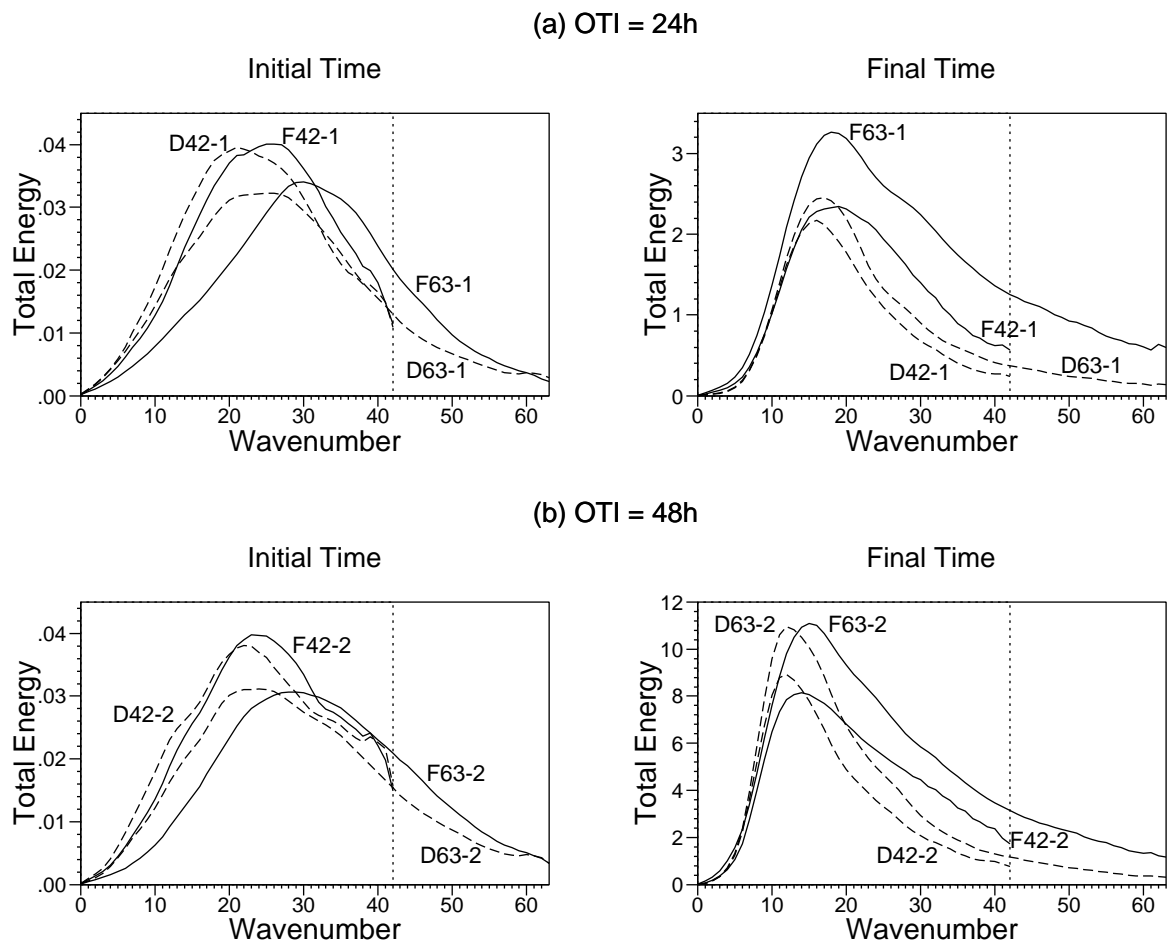 (a) OTI = 24h
Initial Time
Final Time
Total Energy
.04
.03
.02
.01
.00
D42-1
F42-1
F63-1
D63-1
0 10 20 30 40 50 60
Wavenumber
Total Energy
3
2
1
0
F63-1
F42-1
D63-1
D42-1
0 10 20 30 40 50 60
Wavenumber
(b) OTI = 48h
Initial Time
Final Time
Total Energy
.04
.03
.02
.01
.00
F42-2
D42-2
F63-2
D63-2
0 10 20 30 40 50 60
Wavenumber
Total Energy
12
10
8
6
4
2
0
D63-2
F63-2
F42-2
D42-2
0 10 20 30 40 50 60
Wavenumber